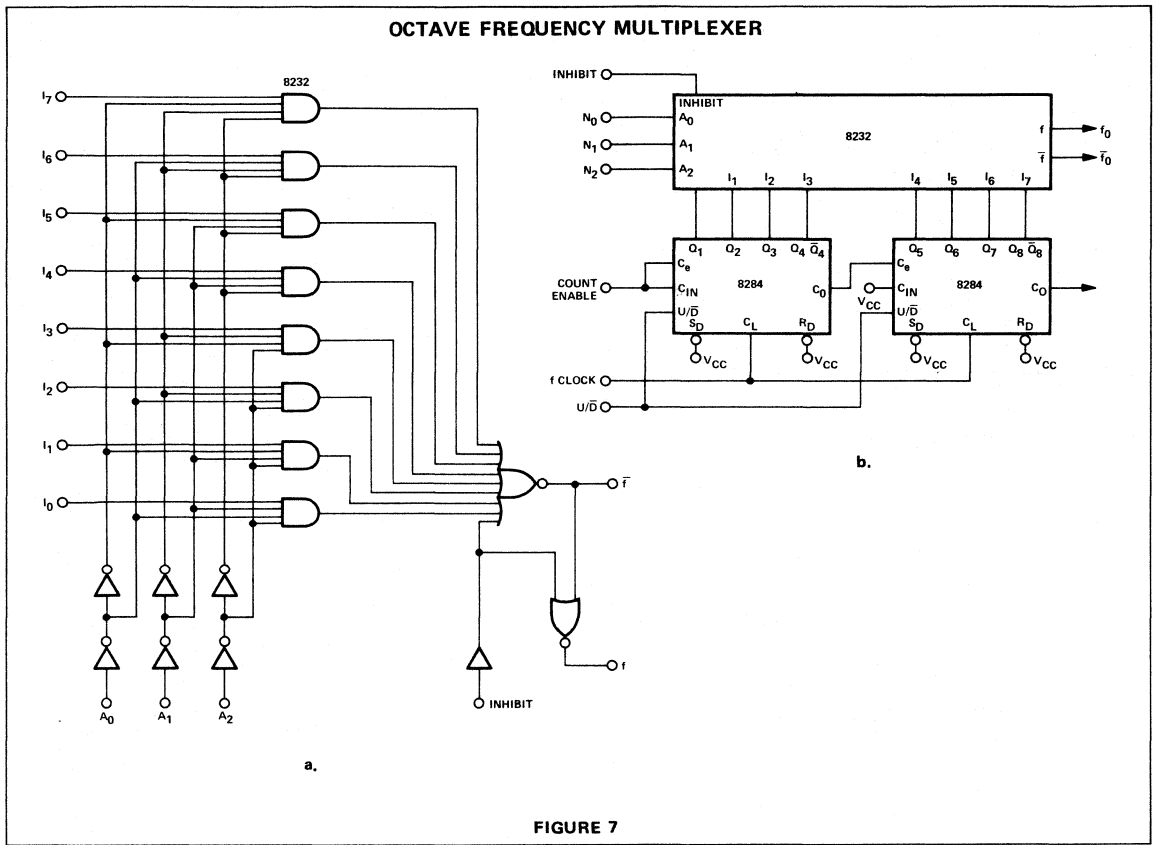 OCTAVE FREQUENCY MULTIPLEXER
8232
I7
I6
I5
I4
I3
I2
I1
I0
A0
A1
A2
INHIBIT
f̄
f
a.
INHIBIT
INHIBIT
N0
A0
N1
A1
N2
A2
8232
f
f0
f̄
f̄0
I1
I2
I3
I4
I5
I6
I7
Q1
Q2
Q3
Q4
Q̄4
Q5
Q6
Q7
Q8
Q̄8
COUNT
ENABLE
Ce
CIN
U/D̄
8284
C0
SD
CL
RD
VCC
VCC
Ce
CIN
VCC
U/D̄
8284
CO
SD
CL
RD
VCC
VCC
f CLOCK
U/D̄
b.
FIGURE 7